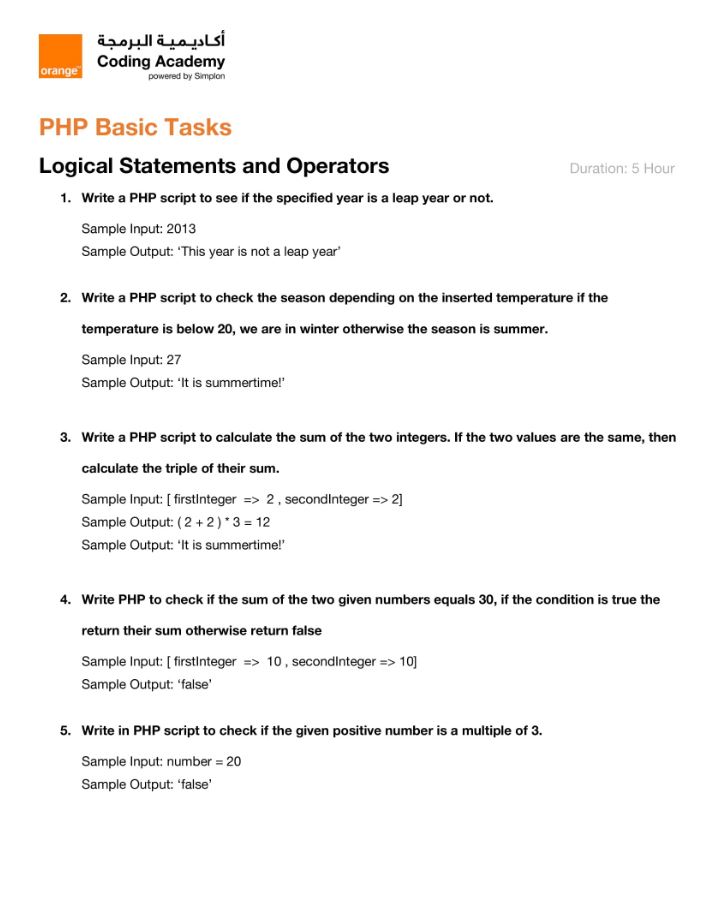 أكاديمية البرمجة
Coding Academy
orange™
powered by Simplon
PHP Basic Tasks
Logical Statements and Operators Duration: 5 Hour
1. Write a PHP script to see if the specified year is a leap year or not.
Sample Input: 2013
Sample Output: ‘This year is not a leap year’
2. Write a PHP script to check the season depending on the inserted temperature if the
temperature is below 20, we are in winter otherwise the season is summer.
Sample Input: 27
Sample Output: ‘It is summertime!’
3. Write a PHP script to calculate the sum of the two integers. If the two values are the same, then
calculate the triple of their sum.
Sample Input: [ firstInteger => 2 , secondInteger => 2]
Sample Output: ( 2 + 2 ) * 3 = 12
Sample Output: ‘It is summertime!’
4. Write PHP to check if the sum of the two given numbers equals 30, if the condition is true the
return their sum otherwise return false
Sample Input: [ firstInteger => 10 , secondInteger => 10]
Sample Output: ‘false’
5. Write in PHP script to check if the given positive number is a multiple of 3.
Sample Input: number = 20
Sample Output: ‘false’